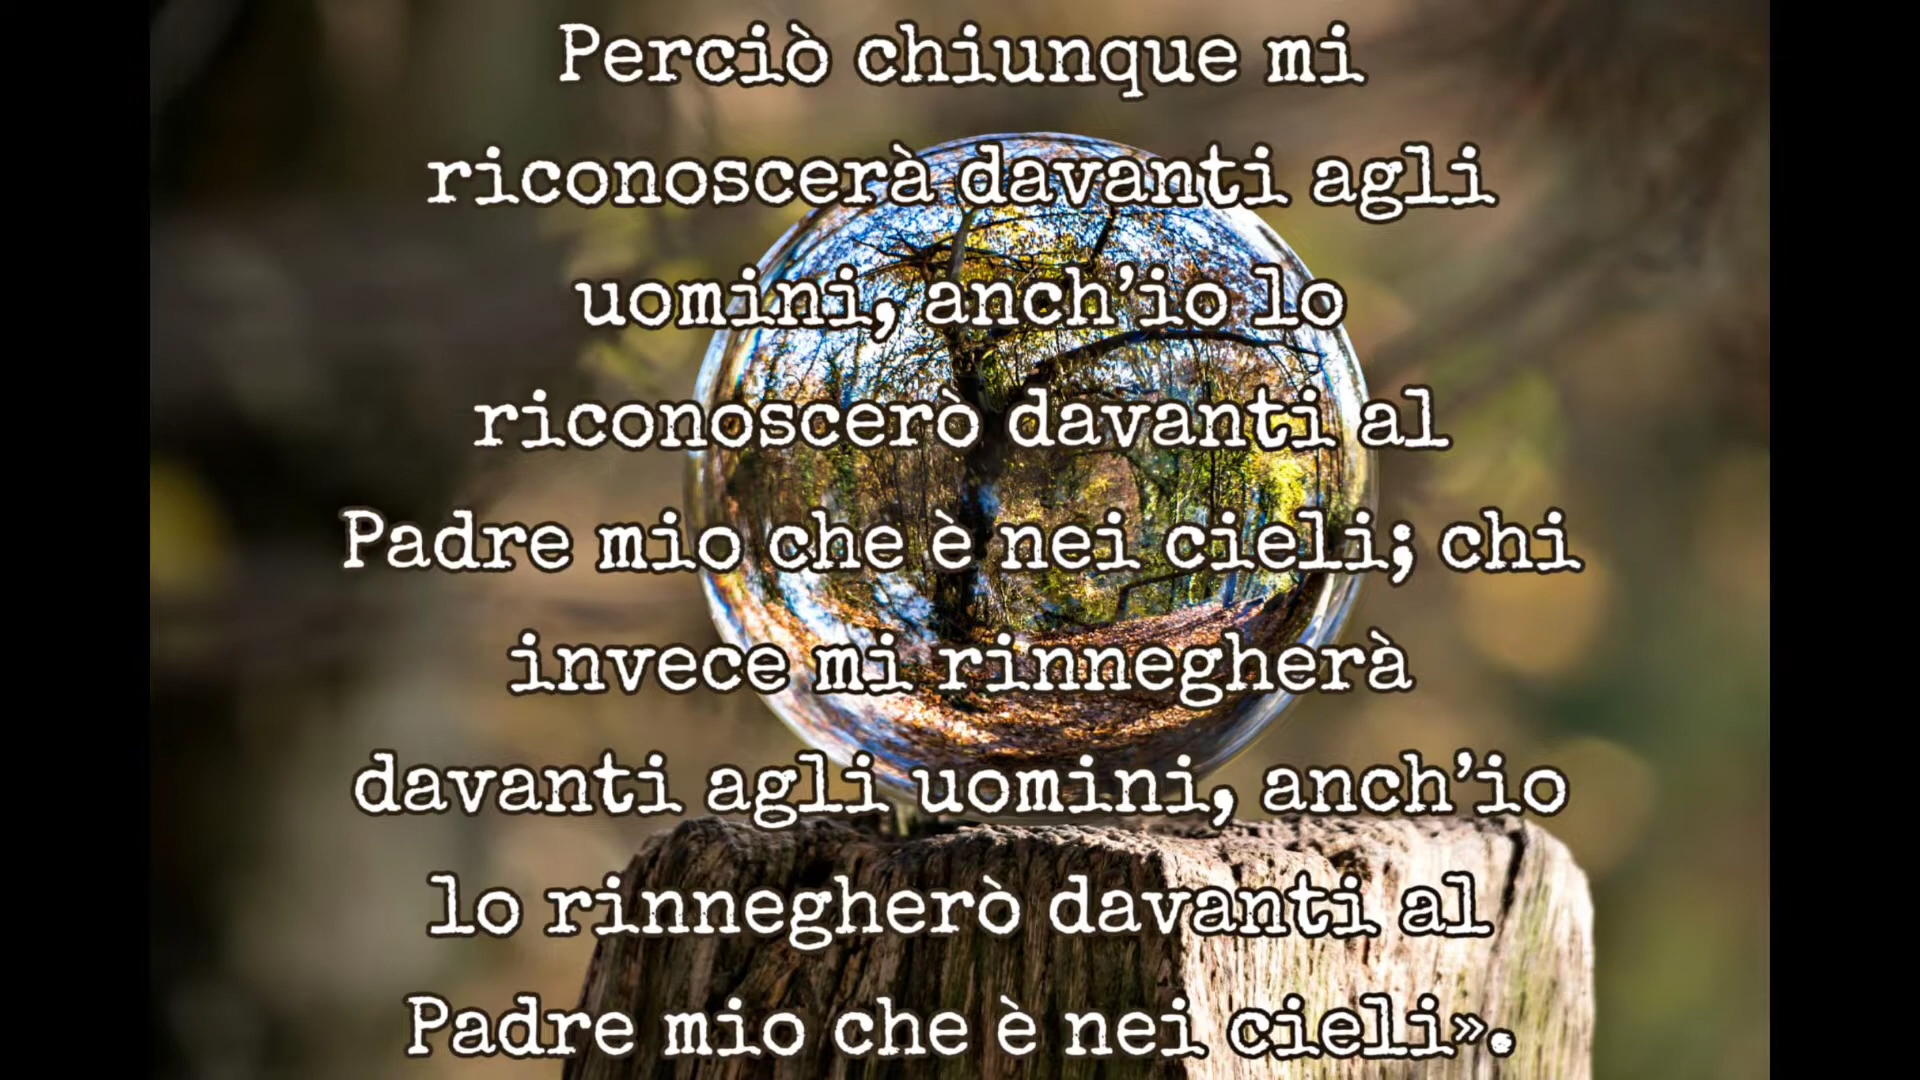 Perciò chiunque mi
riconoscerà davanti agli
uomini, anch’io lo
riconoscerò davanti al
Padre mio che è nei cieli; chi
invece mi rinnegherà
davanti agli uomini, anch’io
lo rinnegherò davanti al
Padre mio che è nei cieli».